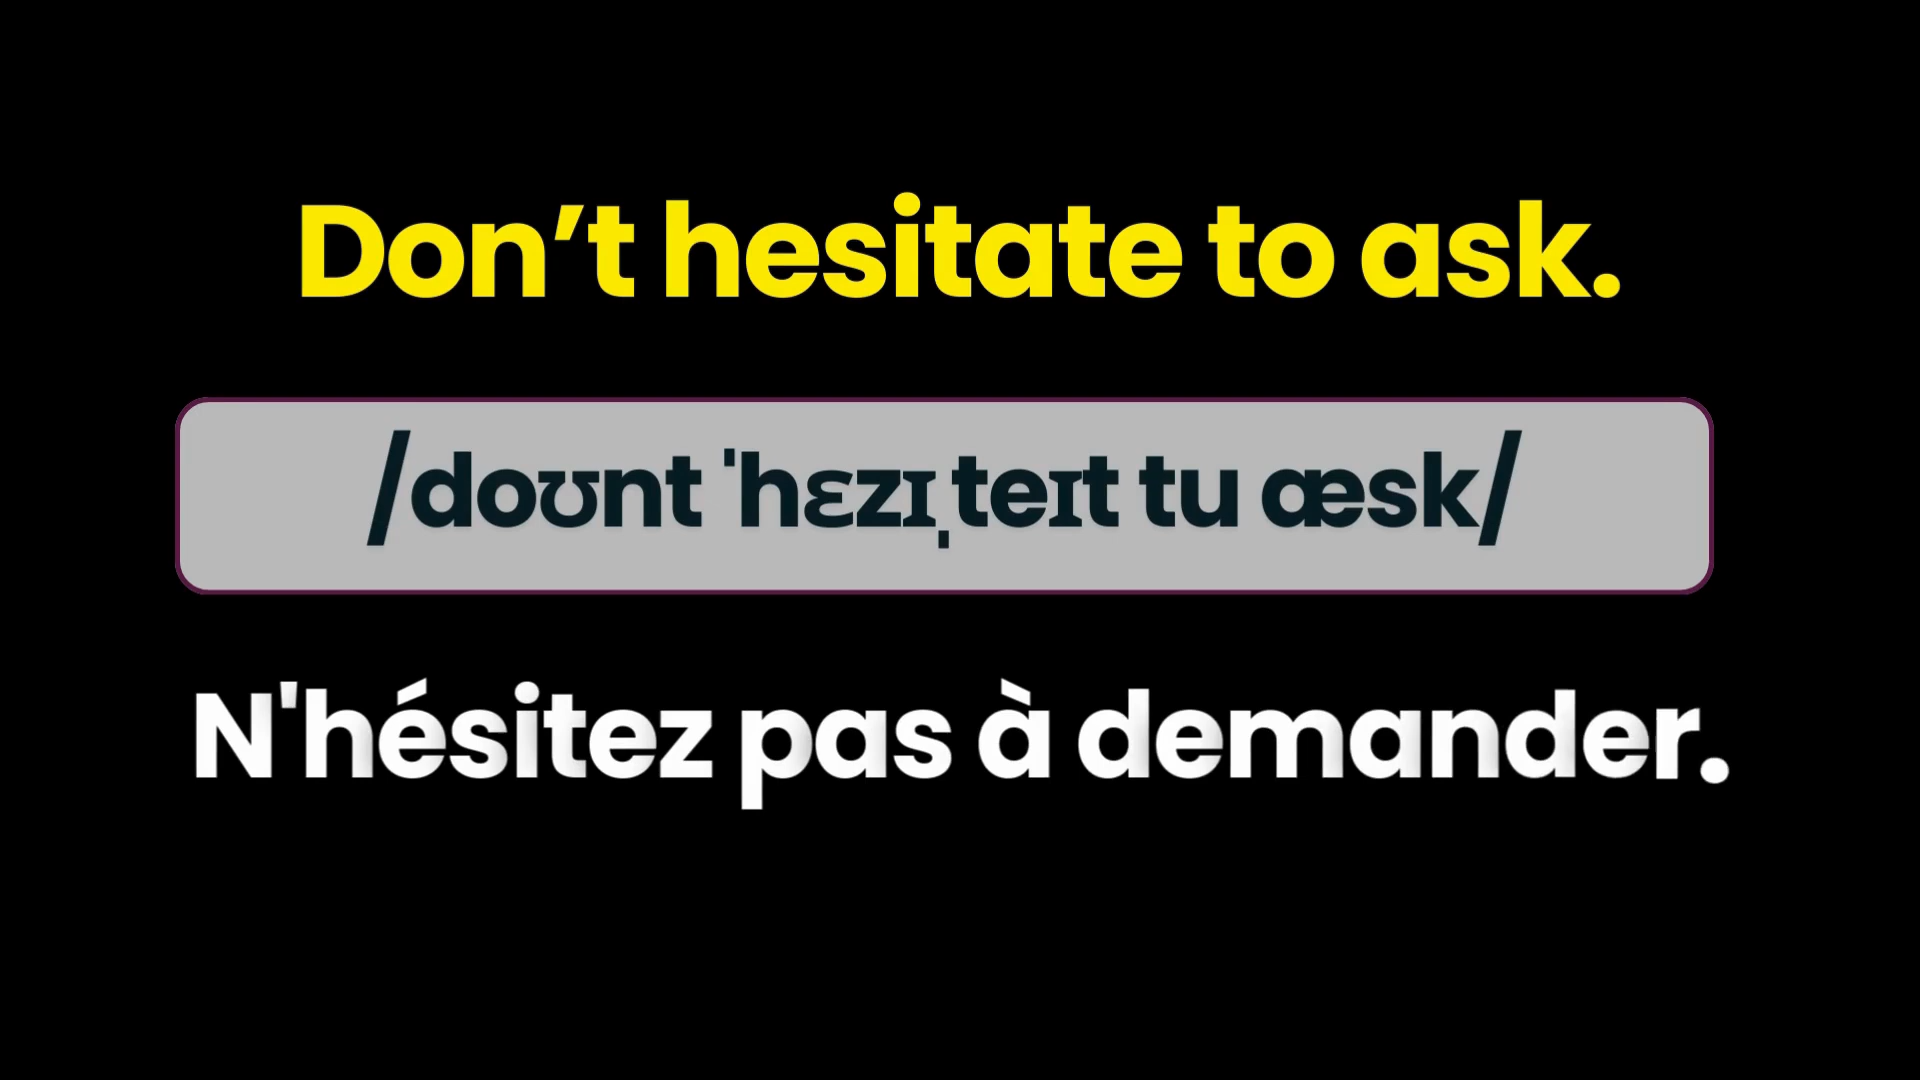 Don’t hesitate to ask.
/doʊnt ˈhɛzɪˌteɪt tu æsk/
N'hésitez pas à demander.